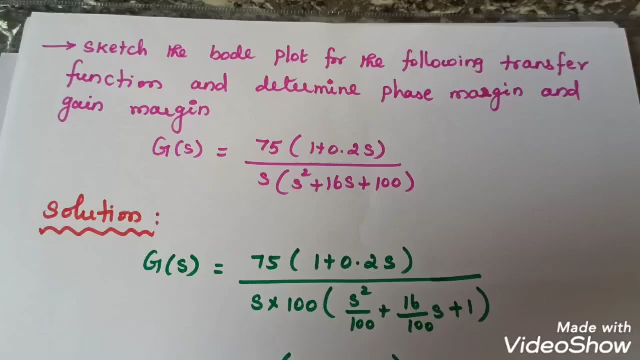 → Sketch the bode plot for the following transfer
function and determine phase margin and
gain margin
G(s) = 75(1+0.2s) / s(s²+16s+100)
Solution:
G(s) = 75(1+0.2s) / s×100(s²/100 + 16/100 s+1)
Made with
VideoShow